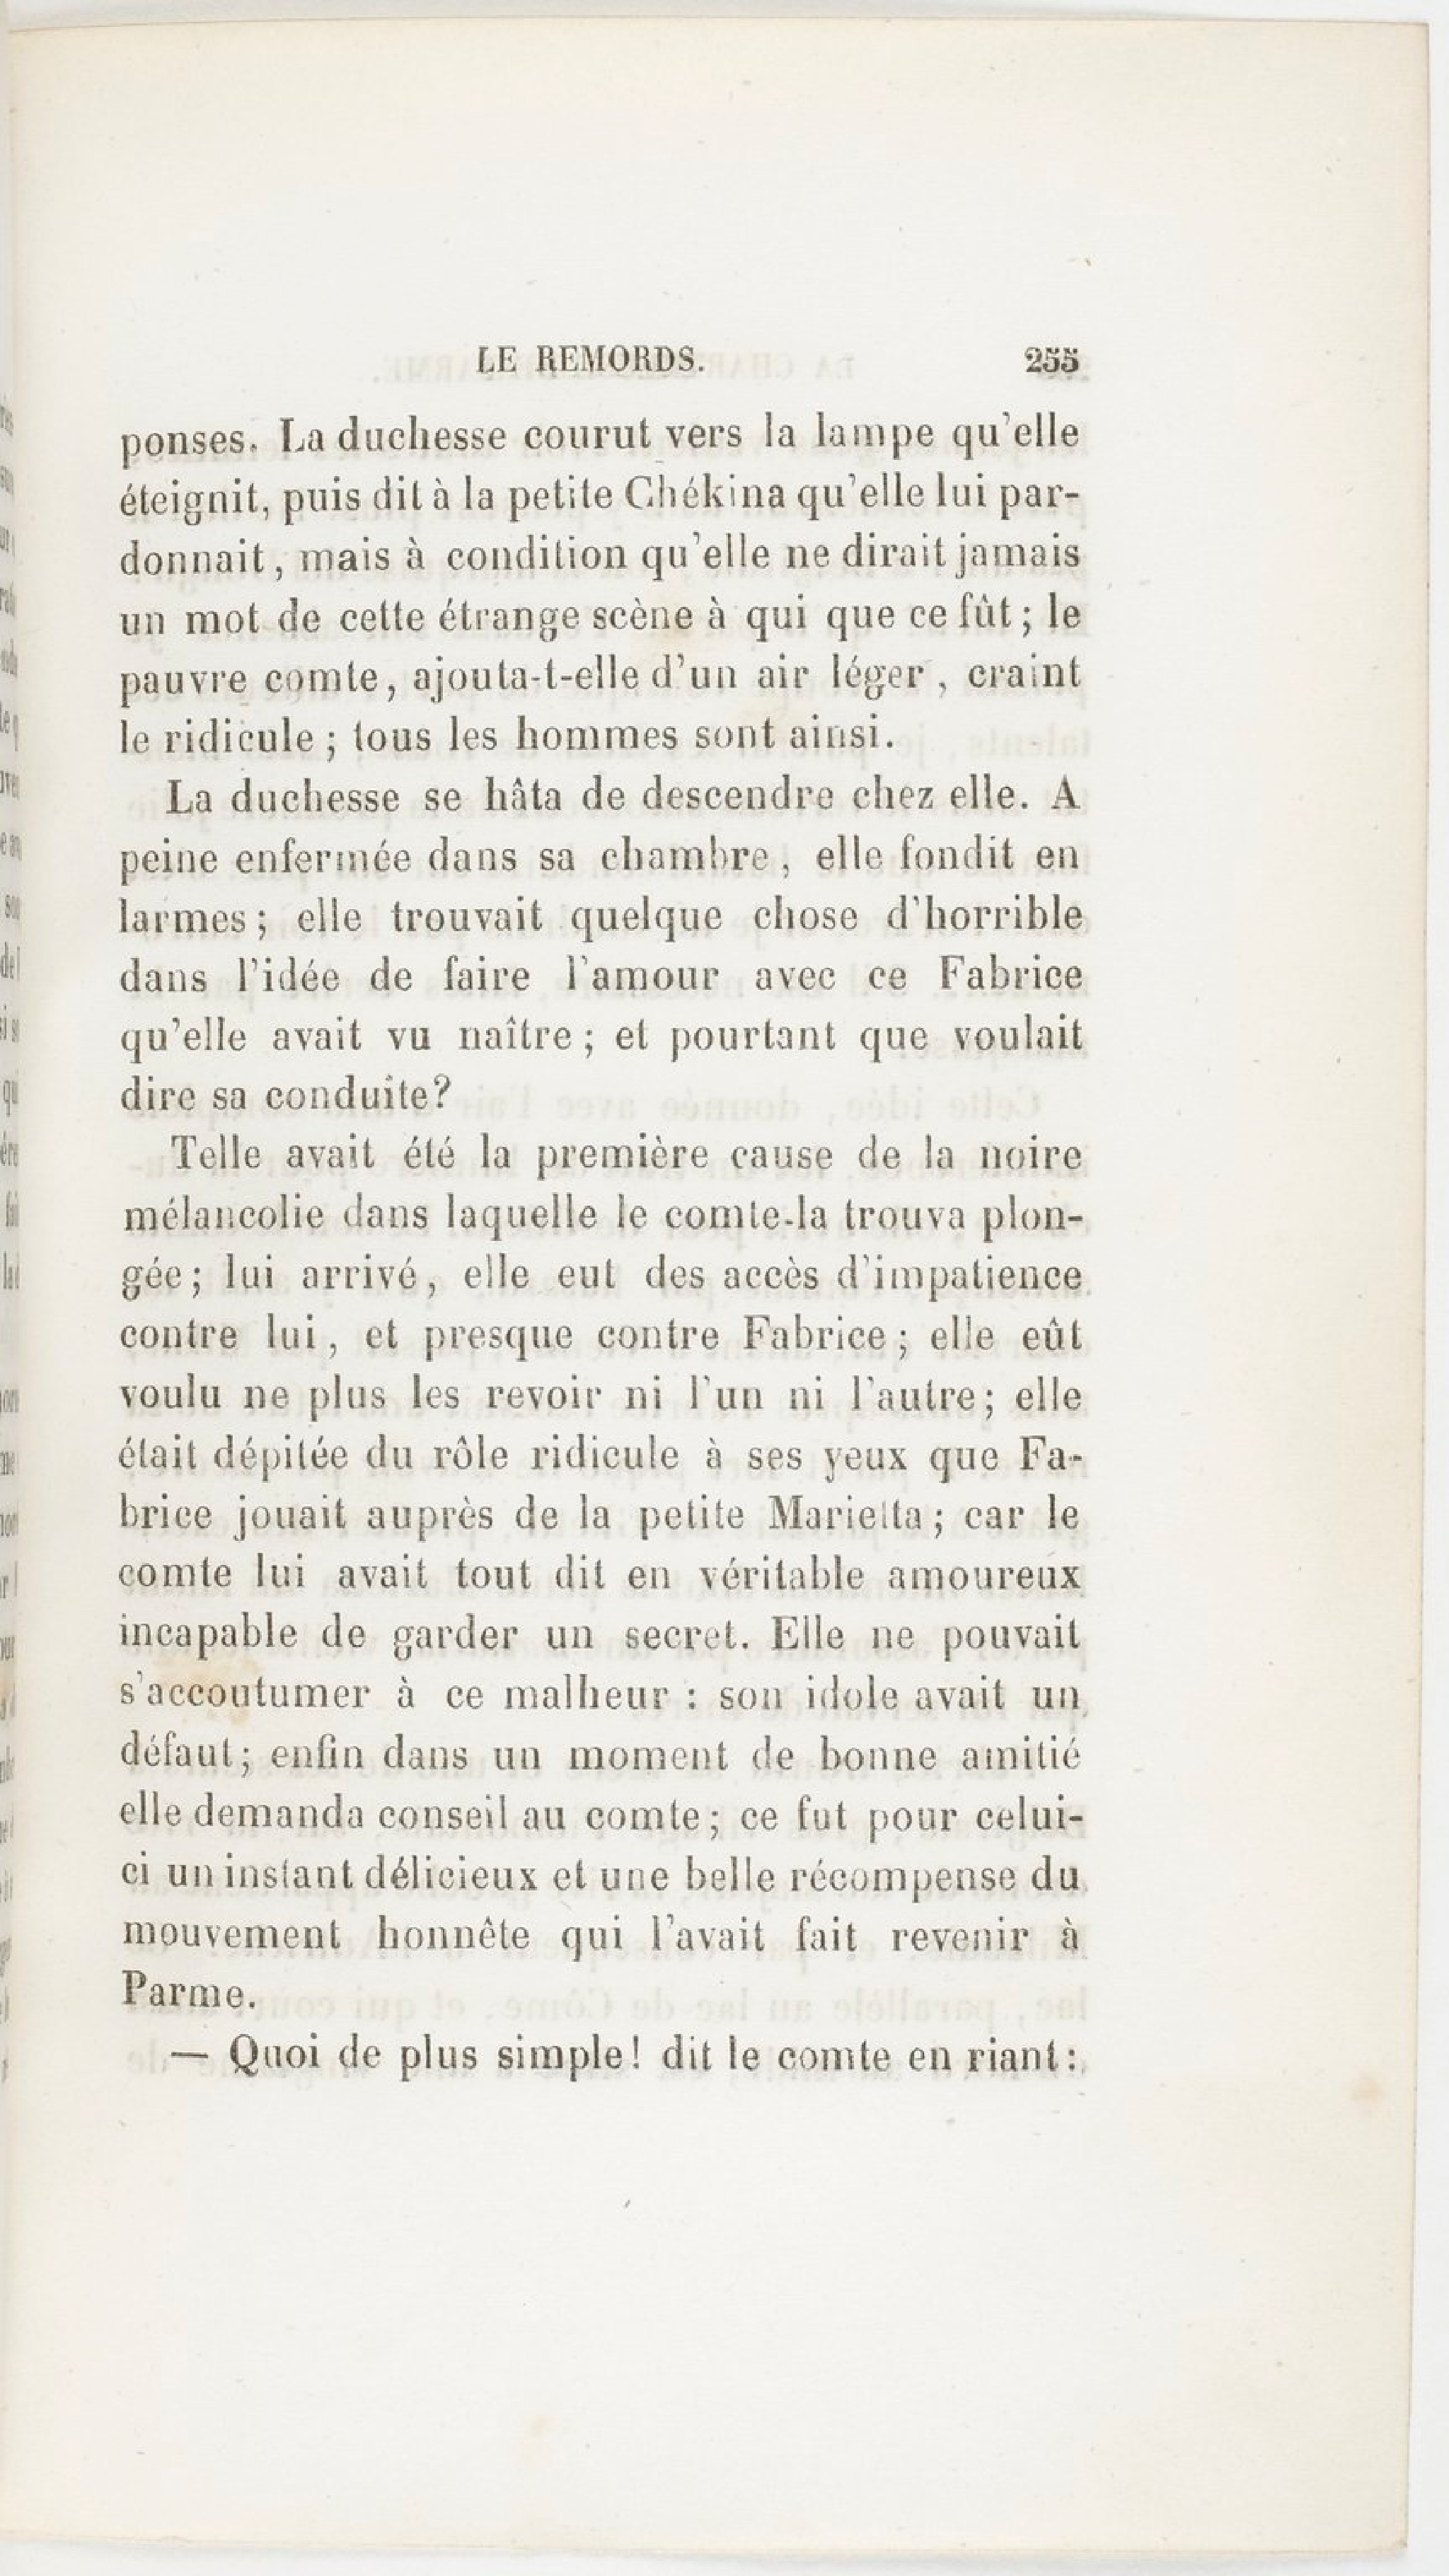 LE REMORDS. 255
ponses. La duchesse courut vers la lampe qu'elle
éteignit, puis dit à la petite Chékina qu'elle lui par-
donnait, mais à condition qu'elle ne dirait jamais
un mot de cette étrange scène à qui que ce fût ; le
pauvre comte, ajouta-t-elle d'un air léger, craint
le ridicule ; tous les hommes sont ainsi.
La duchesse se hâta de descendre chez elle. A
peine enfermée dans sa chambre, elle fondit en
larmes ; elle trouvait quelque chose d'horrible
dans l'idée de faire l'amour avec ce Fabrice
qu'elle avait vu naître ; et pourtant que voulait
dire sa conduite?
Telle avait été la première cause de la noire
mélancolie dans laquelle le comte-la trouva plon-
gée ; lui arrivé, elle eut des accès d'impatience
contre lui, et presque contre Fabrice ; elle eût
voulu ne plus les revoir ni l'un ni l'autre ; elle
était dépitée du rôle ridicule à ses yeux que Fa-
brice jouait auprès de la petite Marietta ; car le
comte lui avait tout dit en véritable amoureux
incapable de garder un secret. Elle ne pouvait
s'accoutumer à ce malheur : son idole avait un
défaut ; enfin dans un moment de bonne amitié
elle demanda conseil au comte ; ce fut pour celui-
ci un instant délicieux et une belle récompense du
mouvement honnête qui l'avait fait revenir à
Parme.
— Quoi de plus simple! dit le comte en riant :